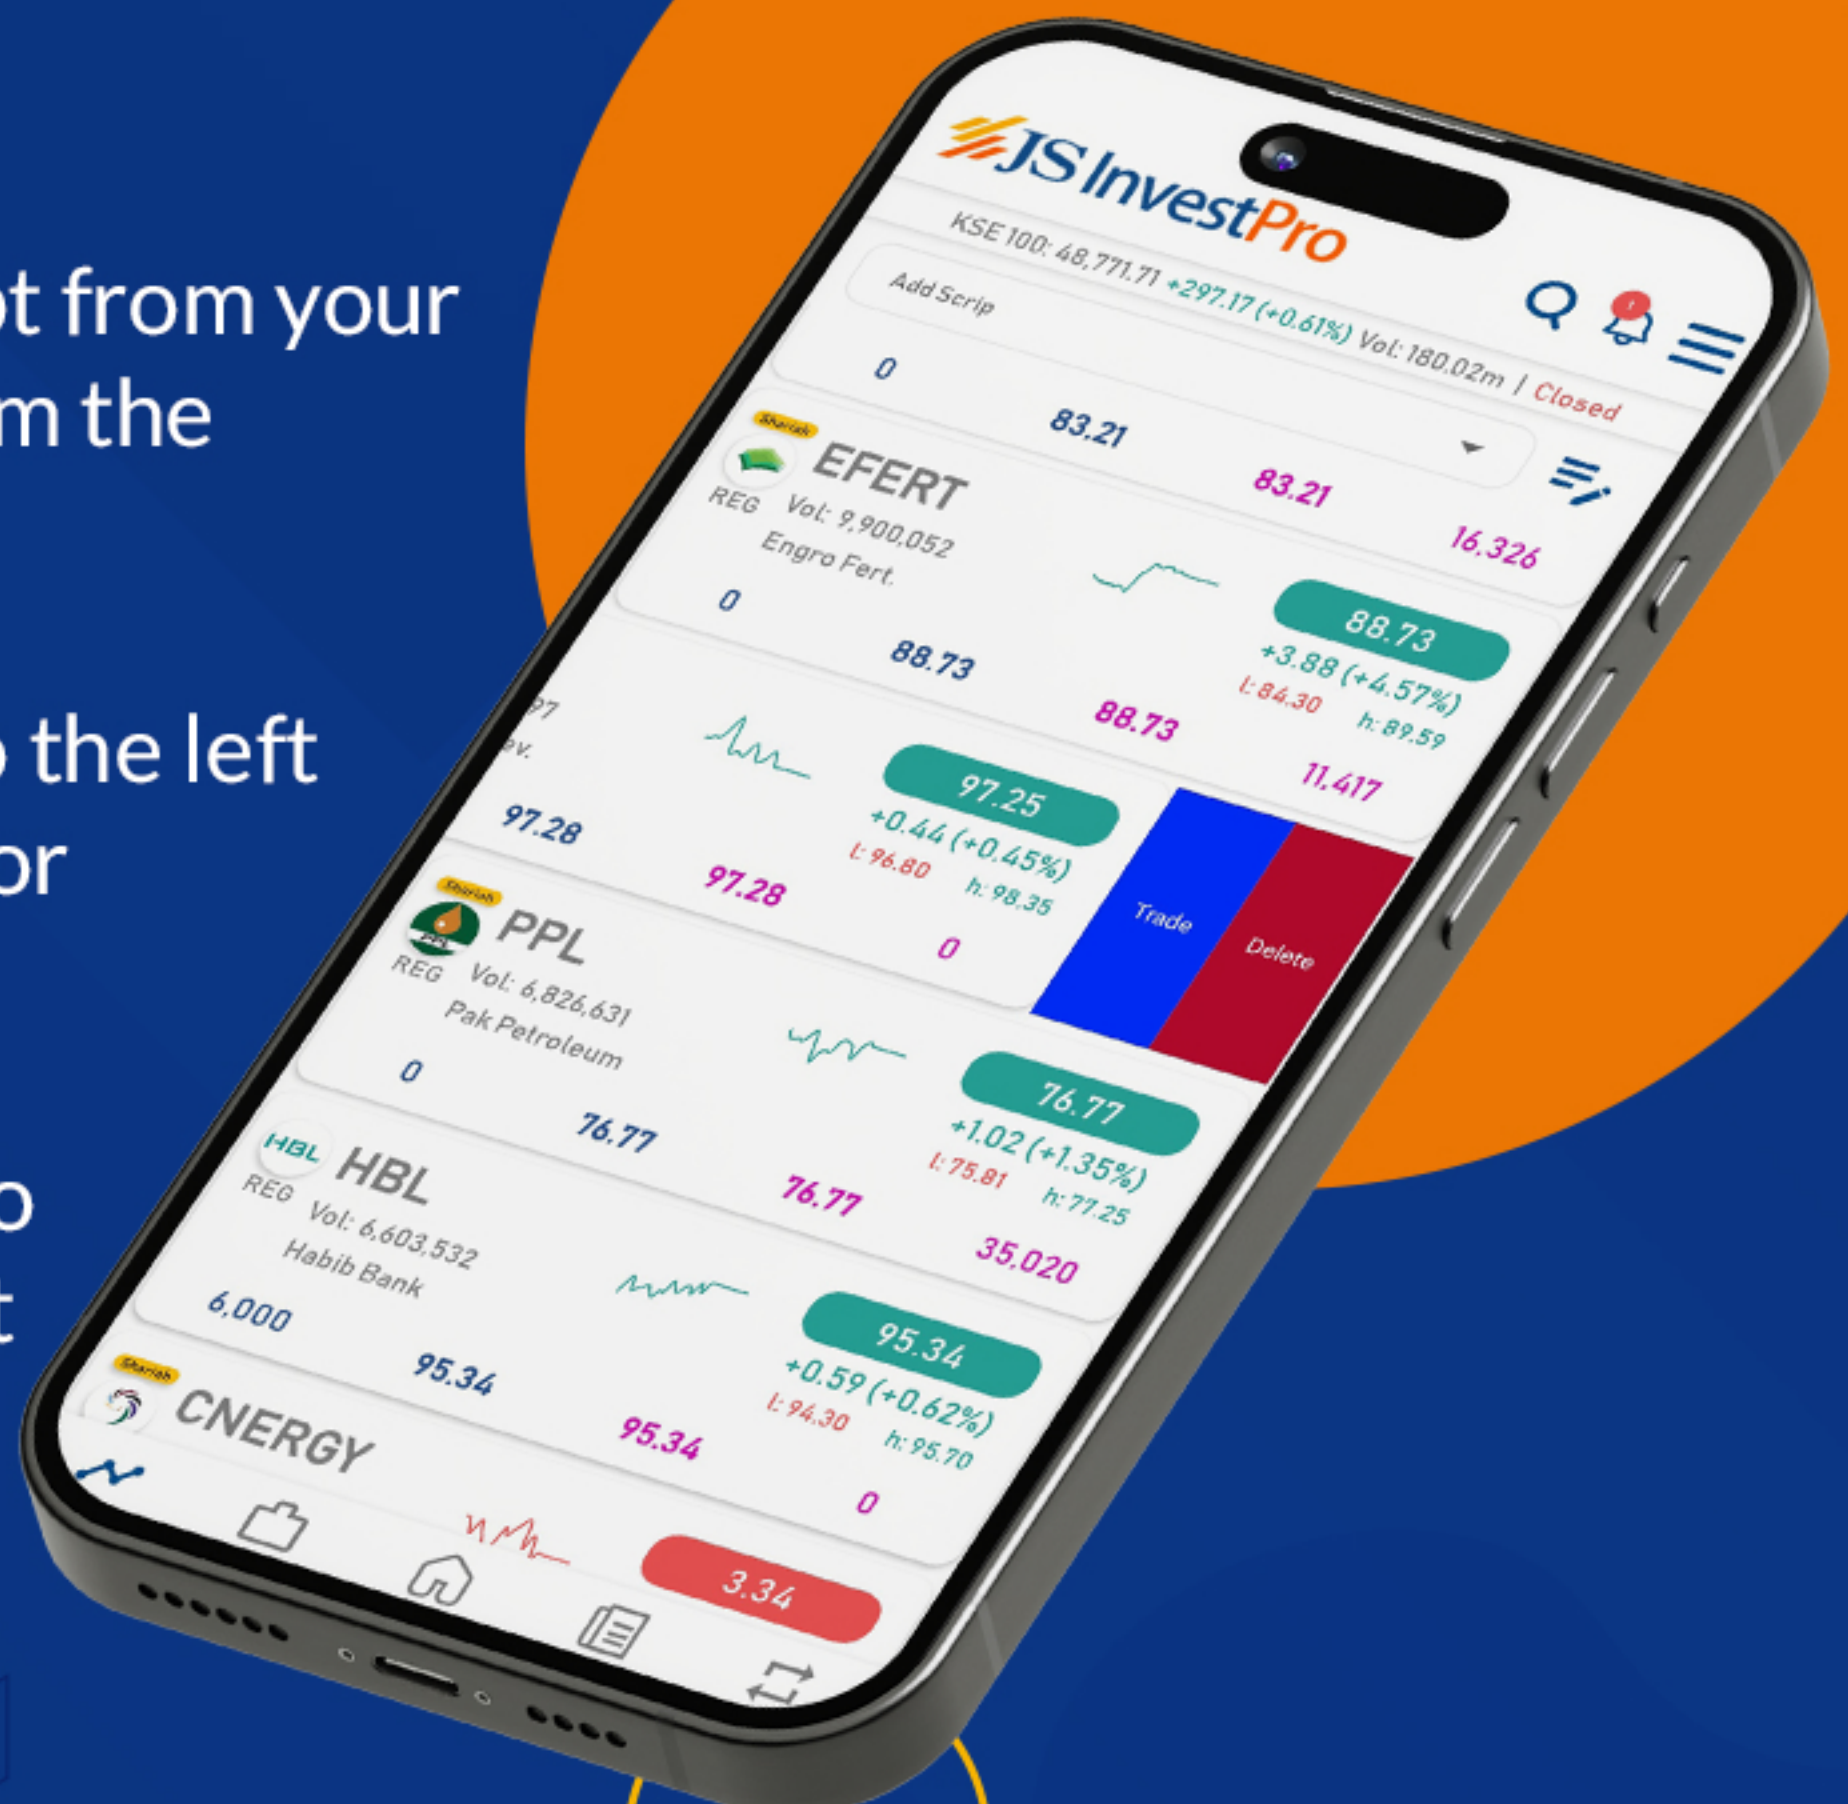 ot from your
m the
o the left
or
o
t
JS InvestPro
KSE 100: 48,771.71 +297.17 (+0.61%) Vol: 180.02m | Closed
Add Scrip
0 83.21 83.21 16,326
Shariah
EFERT
REG Vol: 9,900,052
Engro Fert.
88.73
+3.88 (+4.57%)
l: 84.30 h: 89.59
0 88.73 88.73 11,417
97
ev.
97.25
+0.44 (+0.45%)
l: 96.80 h: 98.35
97.28 97.28 0
Trade Delete
Shariah
PPL
PPL
REG Vol: 6,826,631
Pak Petroleum
76.77
+1.02 (+1.35%)
l: 75.81 h: 77.25
0 76.77 76.77 35,020
HBL HBL
REG Vol: 6,603,532
Habib Bank
95.34
+0.59 (+0.62%)
l: 94.30 h: 95.70
6,000 95.34 95.34 0
Shariah
CNERGY
3.34